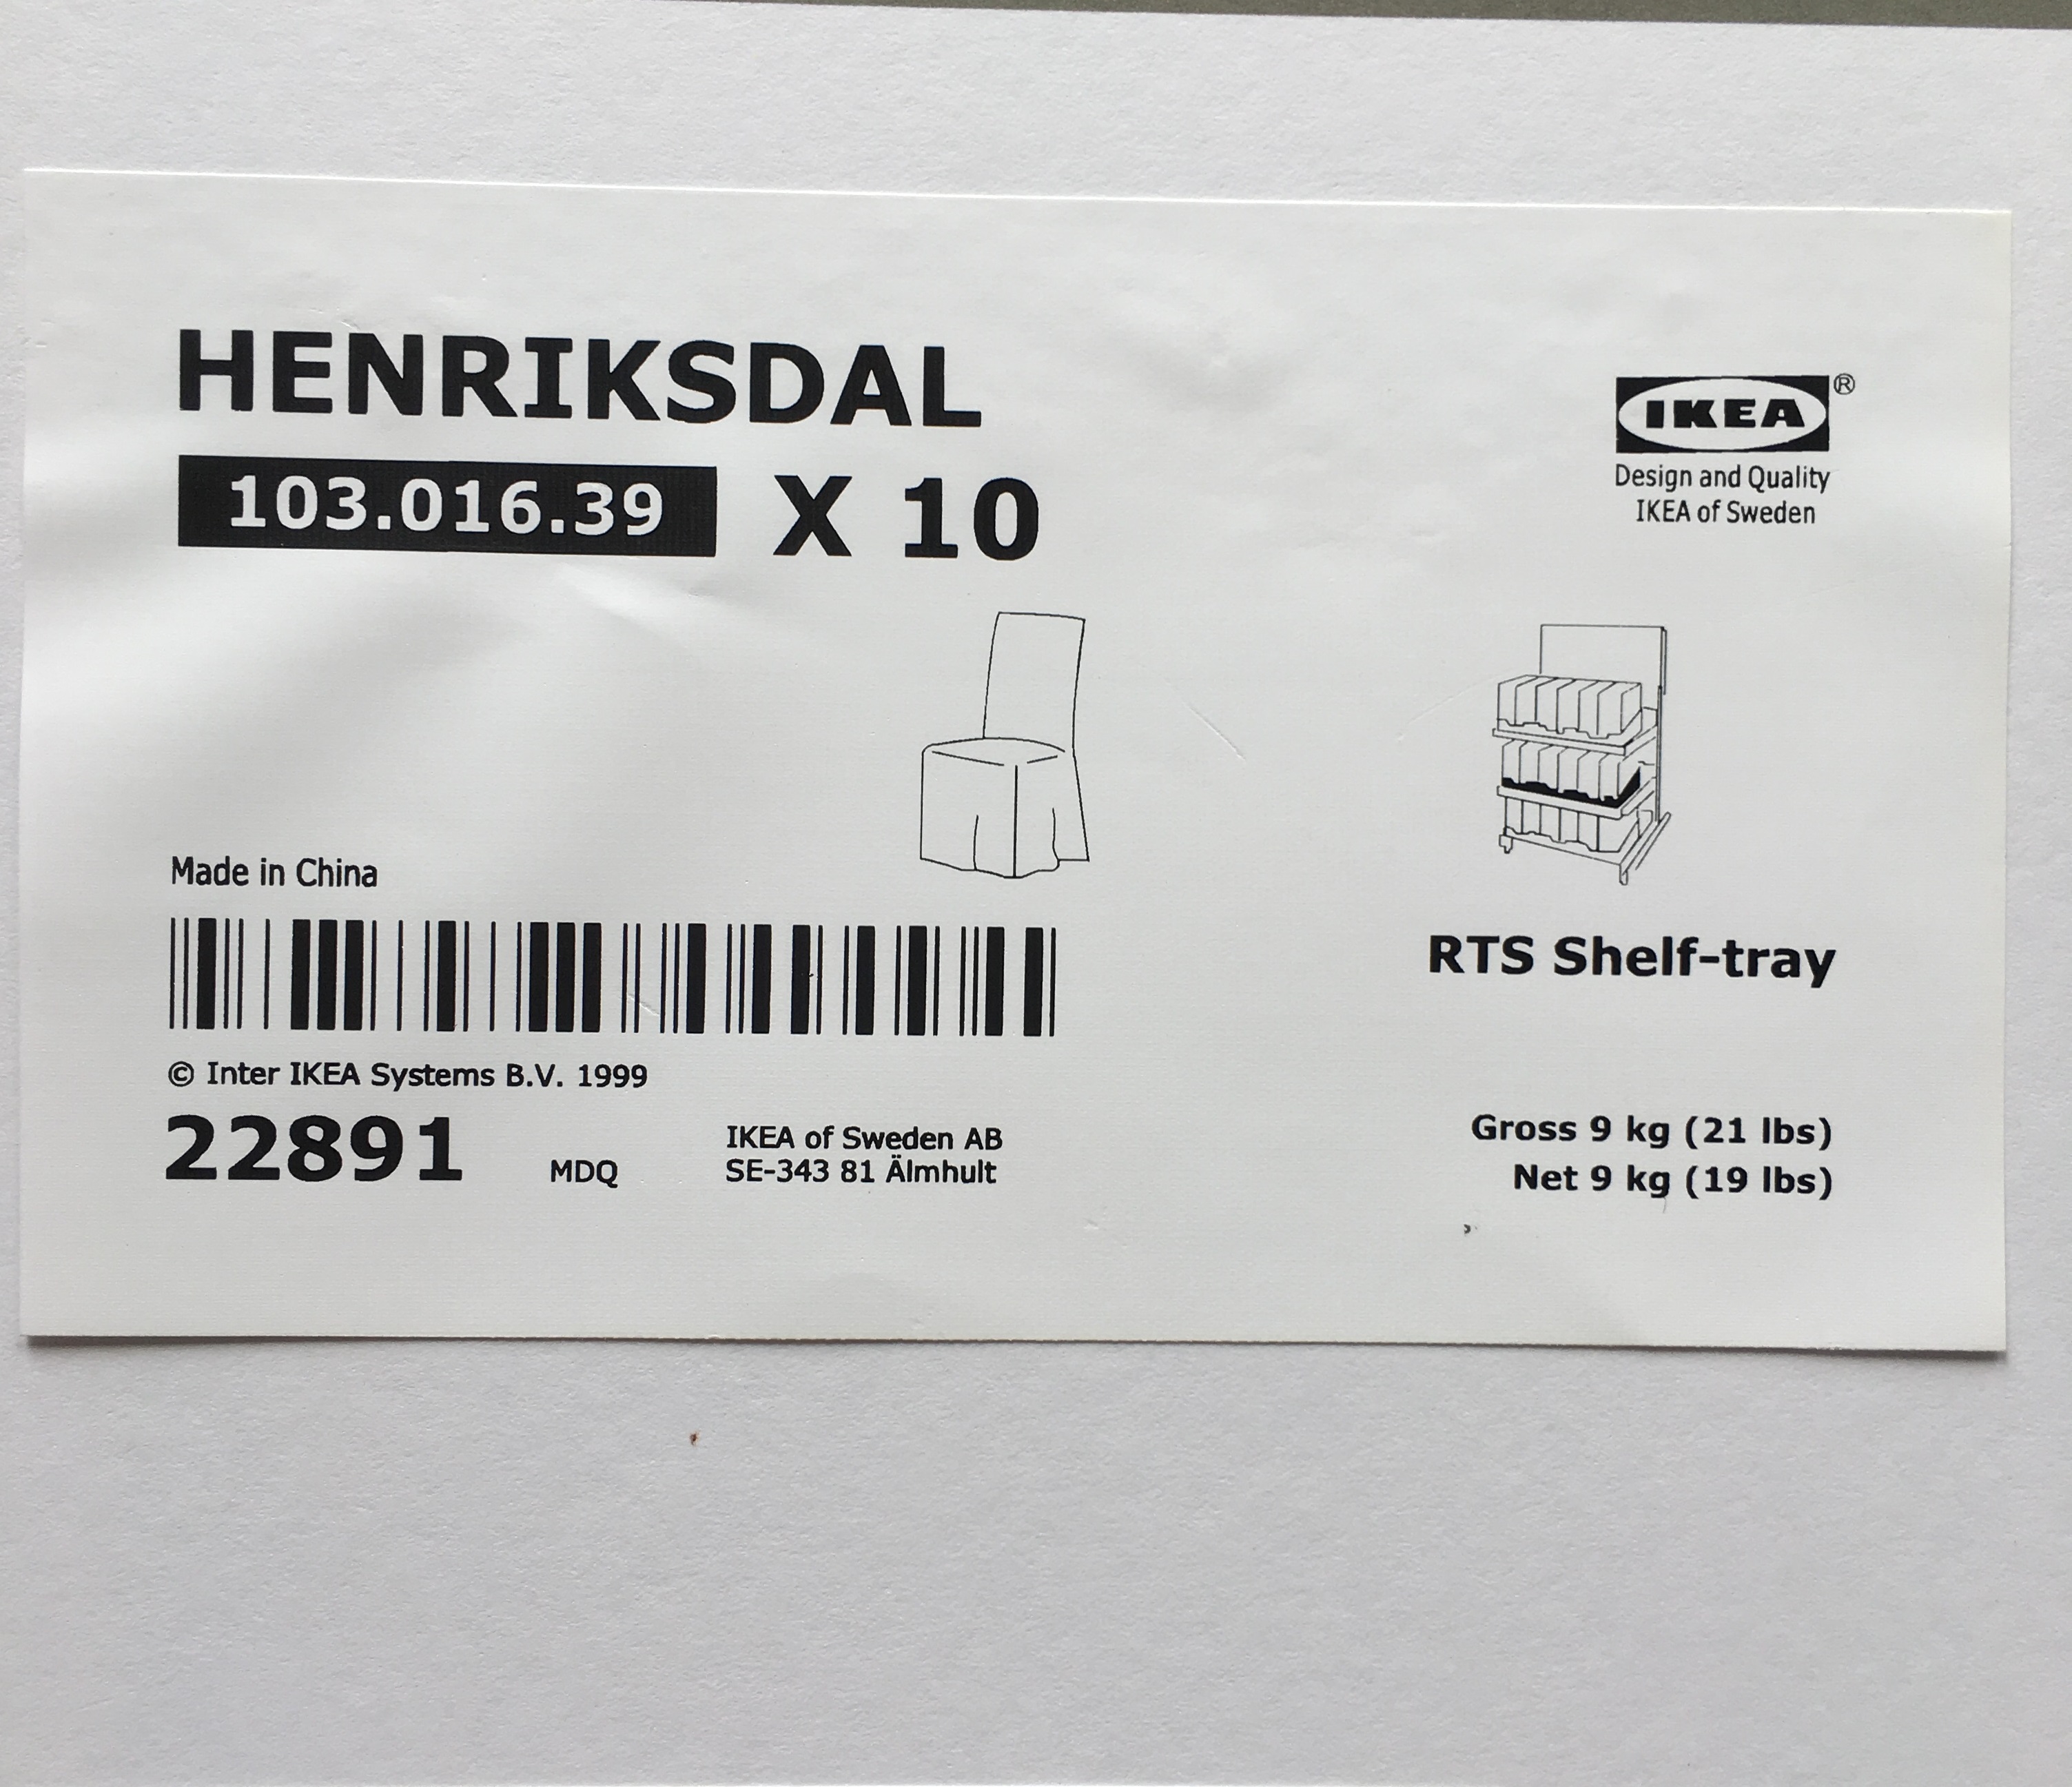 HENRIKSDAL
103.016.39 X 10
IKEA®
Design and Quality
IKEA of Sweden
Made in China
RTS Shelf-tray
© Inter IKEA Systems B.V. 1999
22891 MDQ
IKEA of Sweden AB
SE-343 81 Älmhult
Gross 9 kg (21 lbs)
Net 9 kg (19 lbs)